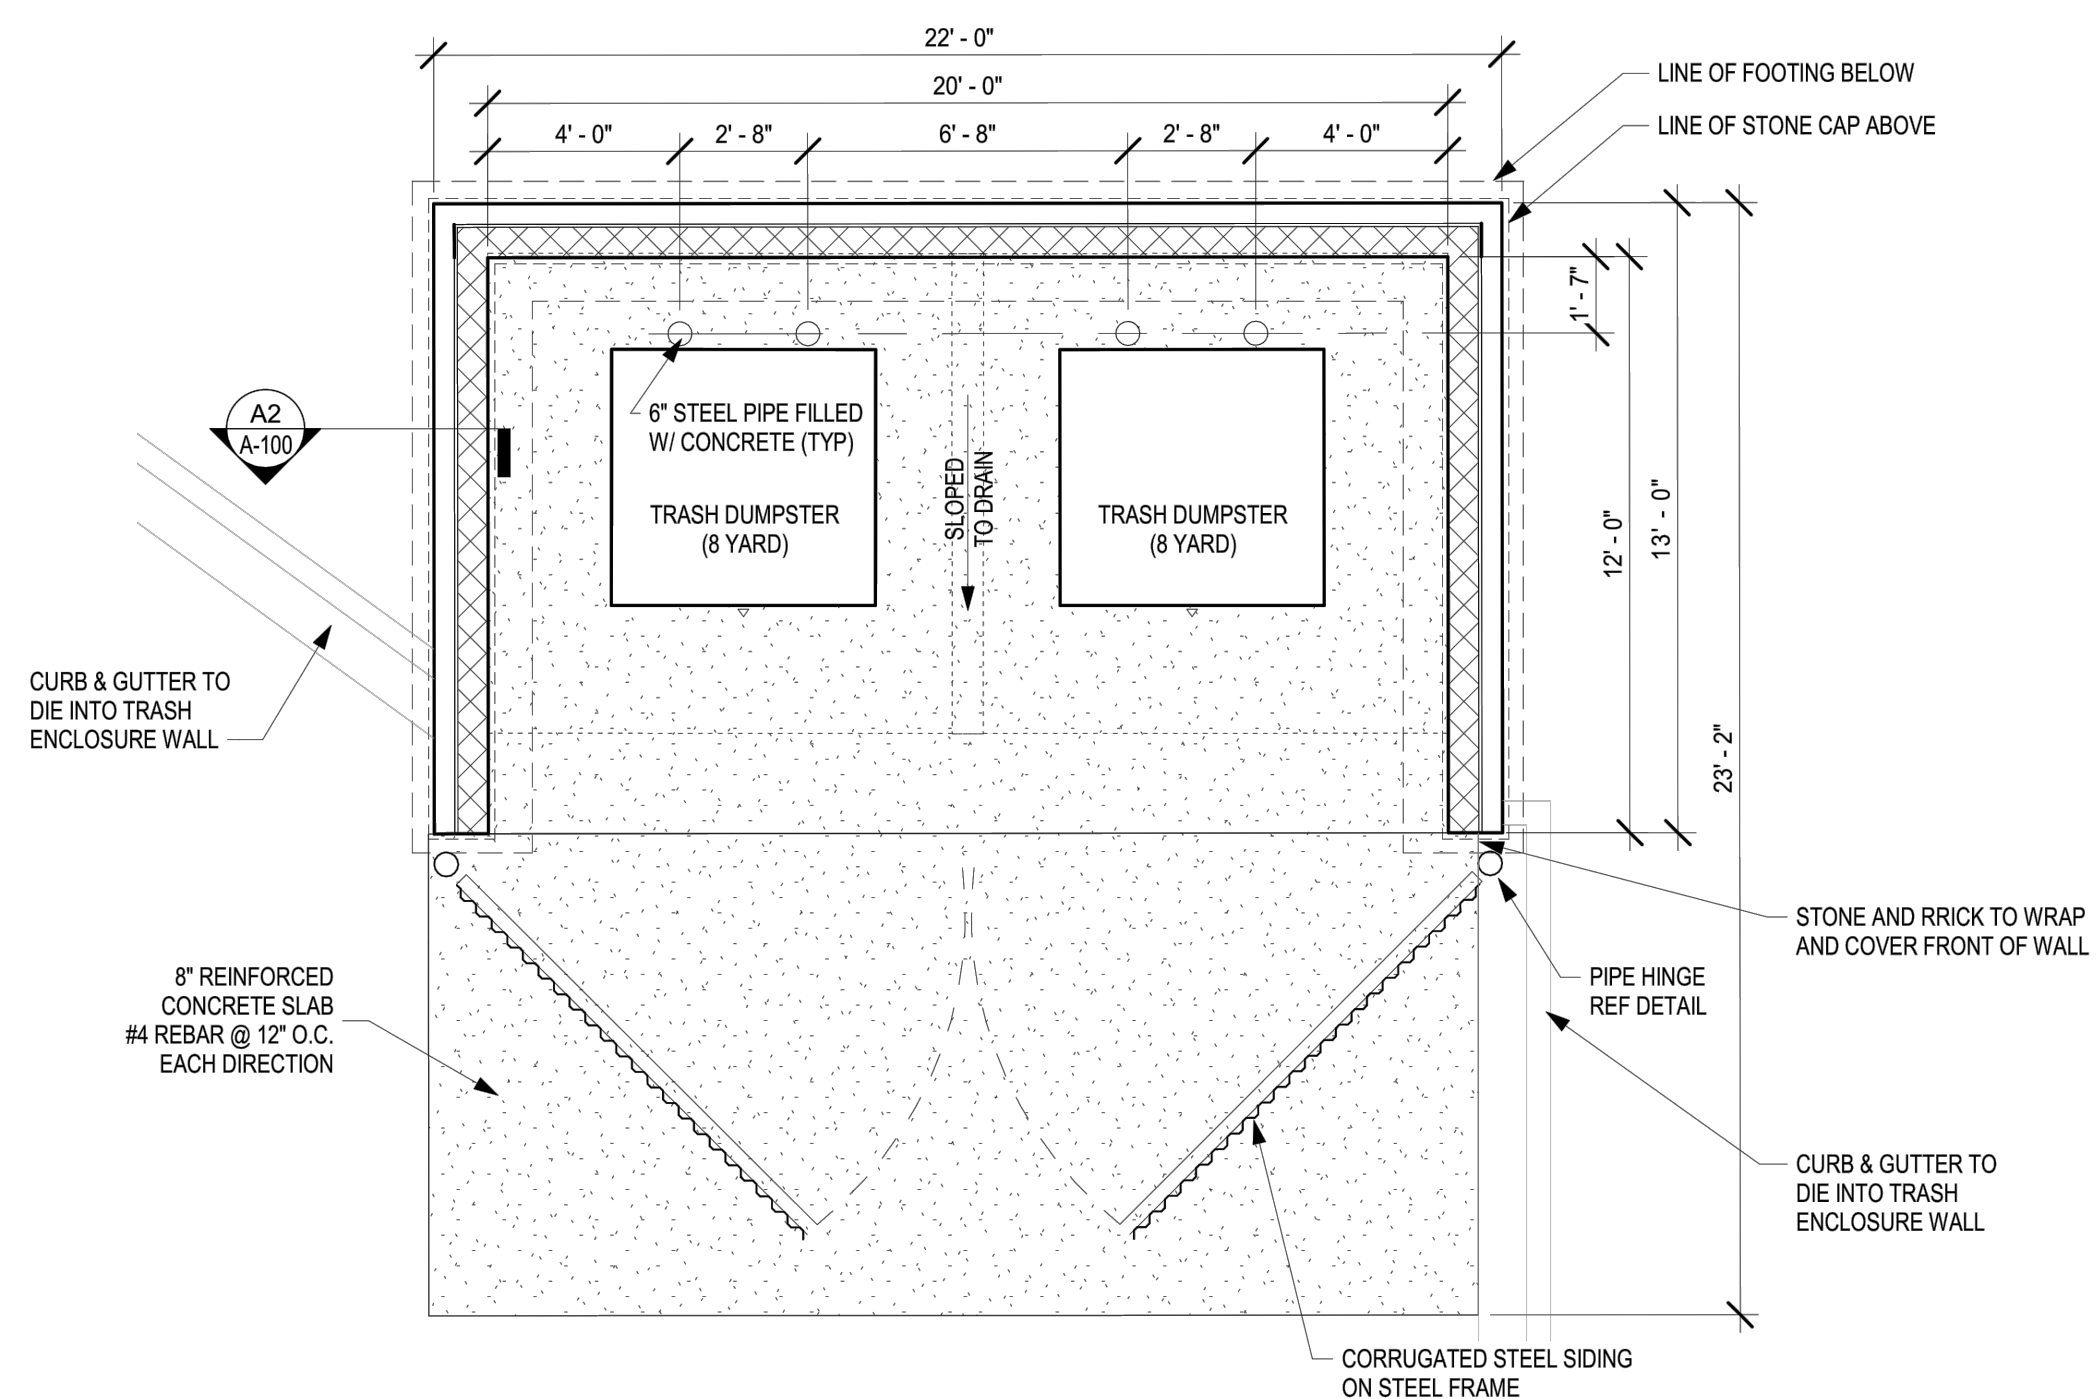 22' - 0"
20' - 0"
4' - 0"
2' - 8"
6' - 8"
2' - 8"
4' - 0"
LINE OF FOOTING BELOW
LINE OF STONE CAP ABOVE
1' - 7"
12' - 0"
13' - 0"
23' - 2"
A2
A-100
6" STEEL PIPE FILLED
W/ CONCRETE (TYP)
TRASH DUMPSTER
(8 YARD)
SLOPED
TO DRAIN
TRASH DUMPSTER
(8 YARD)
CURB & GUTTER TO
DIE INTO TRASH
ENCLOSURE WALL
8" REINFORCED
CONCRETE SLAB
#4 REBAR @ 12" O.C.
EACH DIRECTION
STONE AND RRICK TO WRAP
AND COVER FRONT OF WALL
PIPE HINGE
REF DETAIL
CURB & GUTTER TO
DIE INTO TRASH
ENCLOSURE WALL
CORRUGATED STEEL SIDING
ON STEEL FRAME